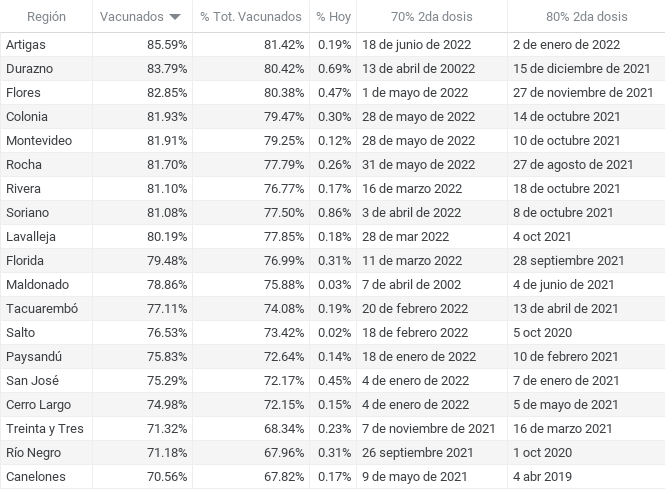 Región Vacunados % Tot. Vacunados % Hoy 70% 2da dosis 80% 2da dosis
Artigas 85.59% 81.42% 0.19% 18 de junio de 2022 2 de enero de 2022
Durazno 83.79% 80.42% 0.69% 13 de abril de 20022 15 de diciembre de 2021
Flores 82.85% 80.38% 0.47% 1 de mayo de 2022 27 de noviembre de 2021
Colonia 81.93% 79.47% 0.30% 28 de mayo de 2022 14 de octubre 2021
Montevideo 81.91% 79.25% 0.12% 28 de mayo de 2022 10 de octubre 2021
Rocha 81.70% 77.79% 0.26% 31 de mayo de 2022 27 de agosto de 2021
Rivera 81.10% 76.77% 0.17% 16 de marzo 2022 18 de octubre 2021
Soriano 81.08% 77.50% 0.86% 3 de abril de 2022 8 de octubre 2021
Lavalleja 80.19% 77.85% 0.18% 28 de mar 2022 4 oct 2021
Florida 79.48% 76.99% 0.31% 11 de marzo 2022 28 septiembre 2021
Maldonado 78.86% 75.88% 0.03% 7 de abril de 2002 4 de junio de 2021
Tacuarembó 77.11% 74.08% 0.19% 20 de febrero 2022 13 de abril de 2021
Salto 76.53% 73.42% 0.02% 18 de febrero 2022 5 oct 2020
Paysandú 75.83% 72.64% 0.14% 18 de enero de 2022 10 de febrero 2021
San José 75.29% 72.17% 0.45% 4 de enero de 2022 7 de enero de 2021
Cerro Largo 74.98% 72.15% 0.15% 4 de enero de 2022 5 de mayo de 2021
Treinta y Tres 71.32% 68.34% 0.23% 7 de noviembre de 2021 16 de marzo 2021
Río Negro 71.18% 67.96% 0.31% 26 septiembre 2021 1 oct 2020
Canelones 70.56% 67.82% 0.17% 9 de mayo de 2021 4 abr 2019